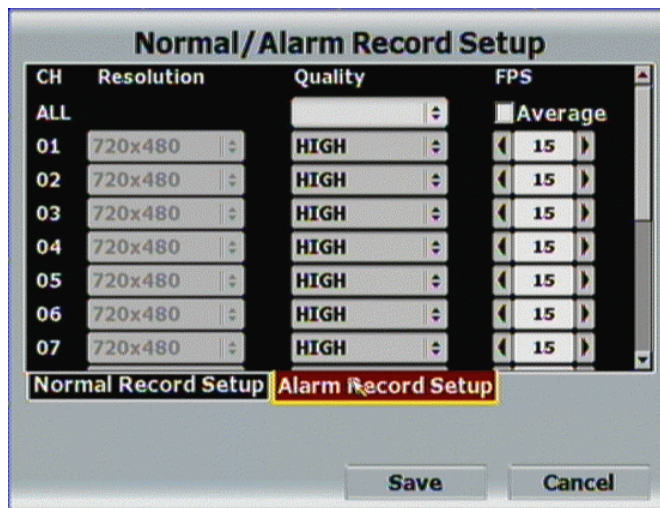 Normal/Alarm Record Setup
CH Resolution Quality FPS
ALL Average
01 720x480 HIGH 15
02 720x480 HIGH 15
03 720x480 HIGH 15
04 720x480 HIGH 15
05 720x480 HIGH 15
06 720x480 HIGH 15
07 720x480 HIGH 15
Normal Record Setup Alarm Record Setup
Save Cancel